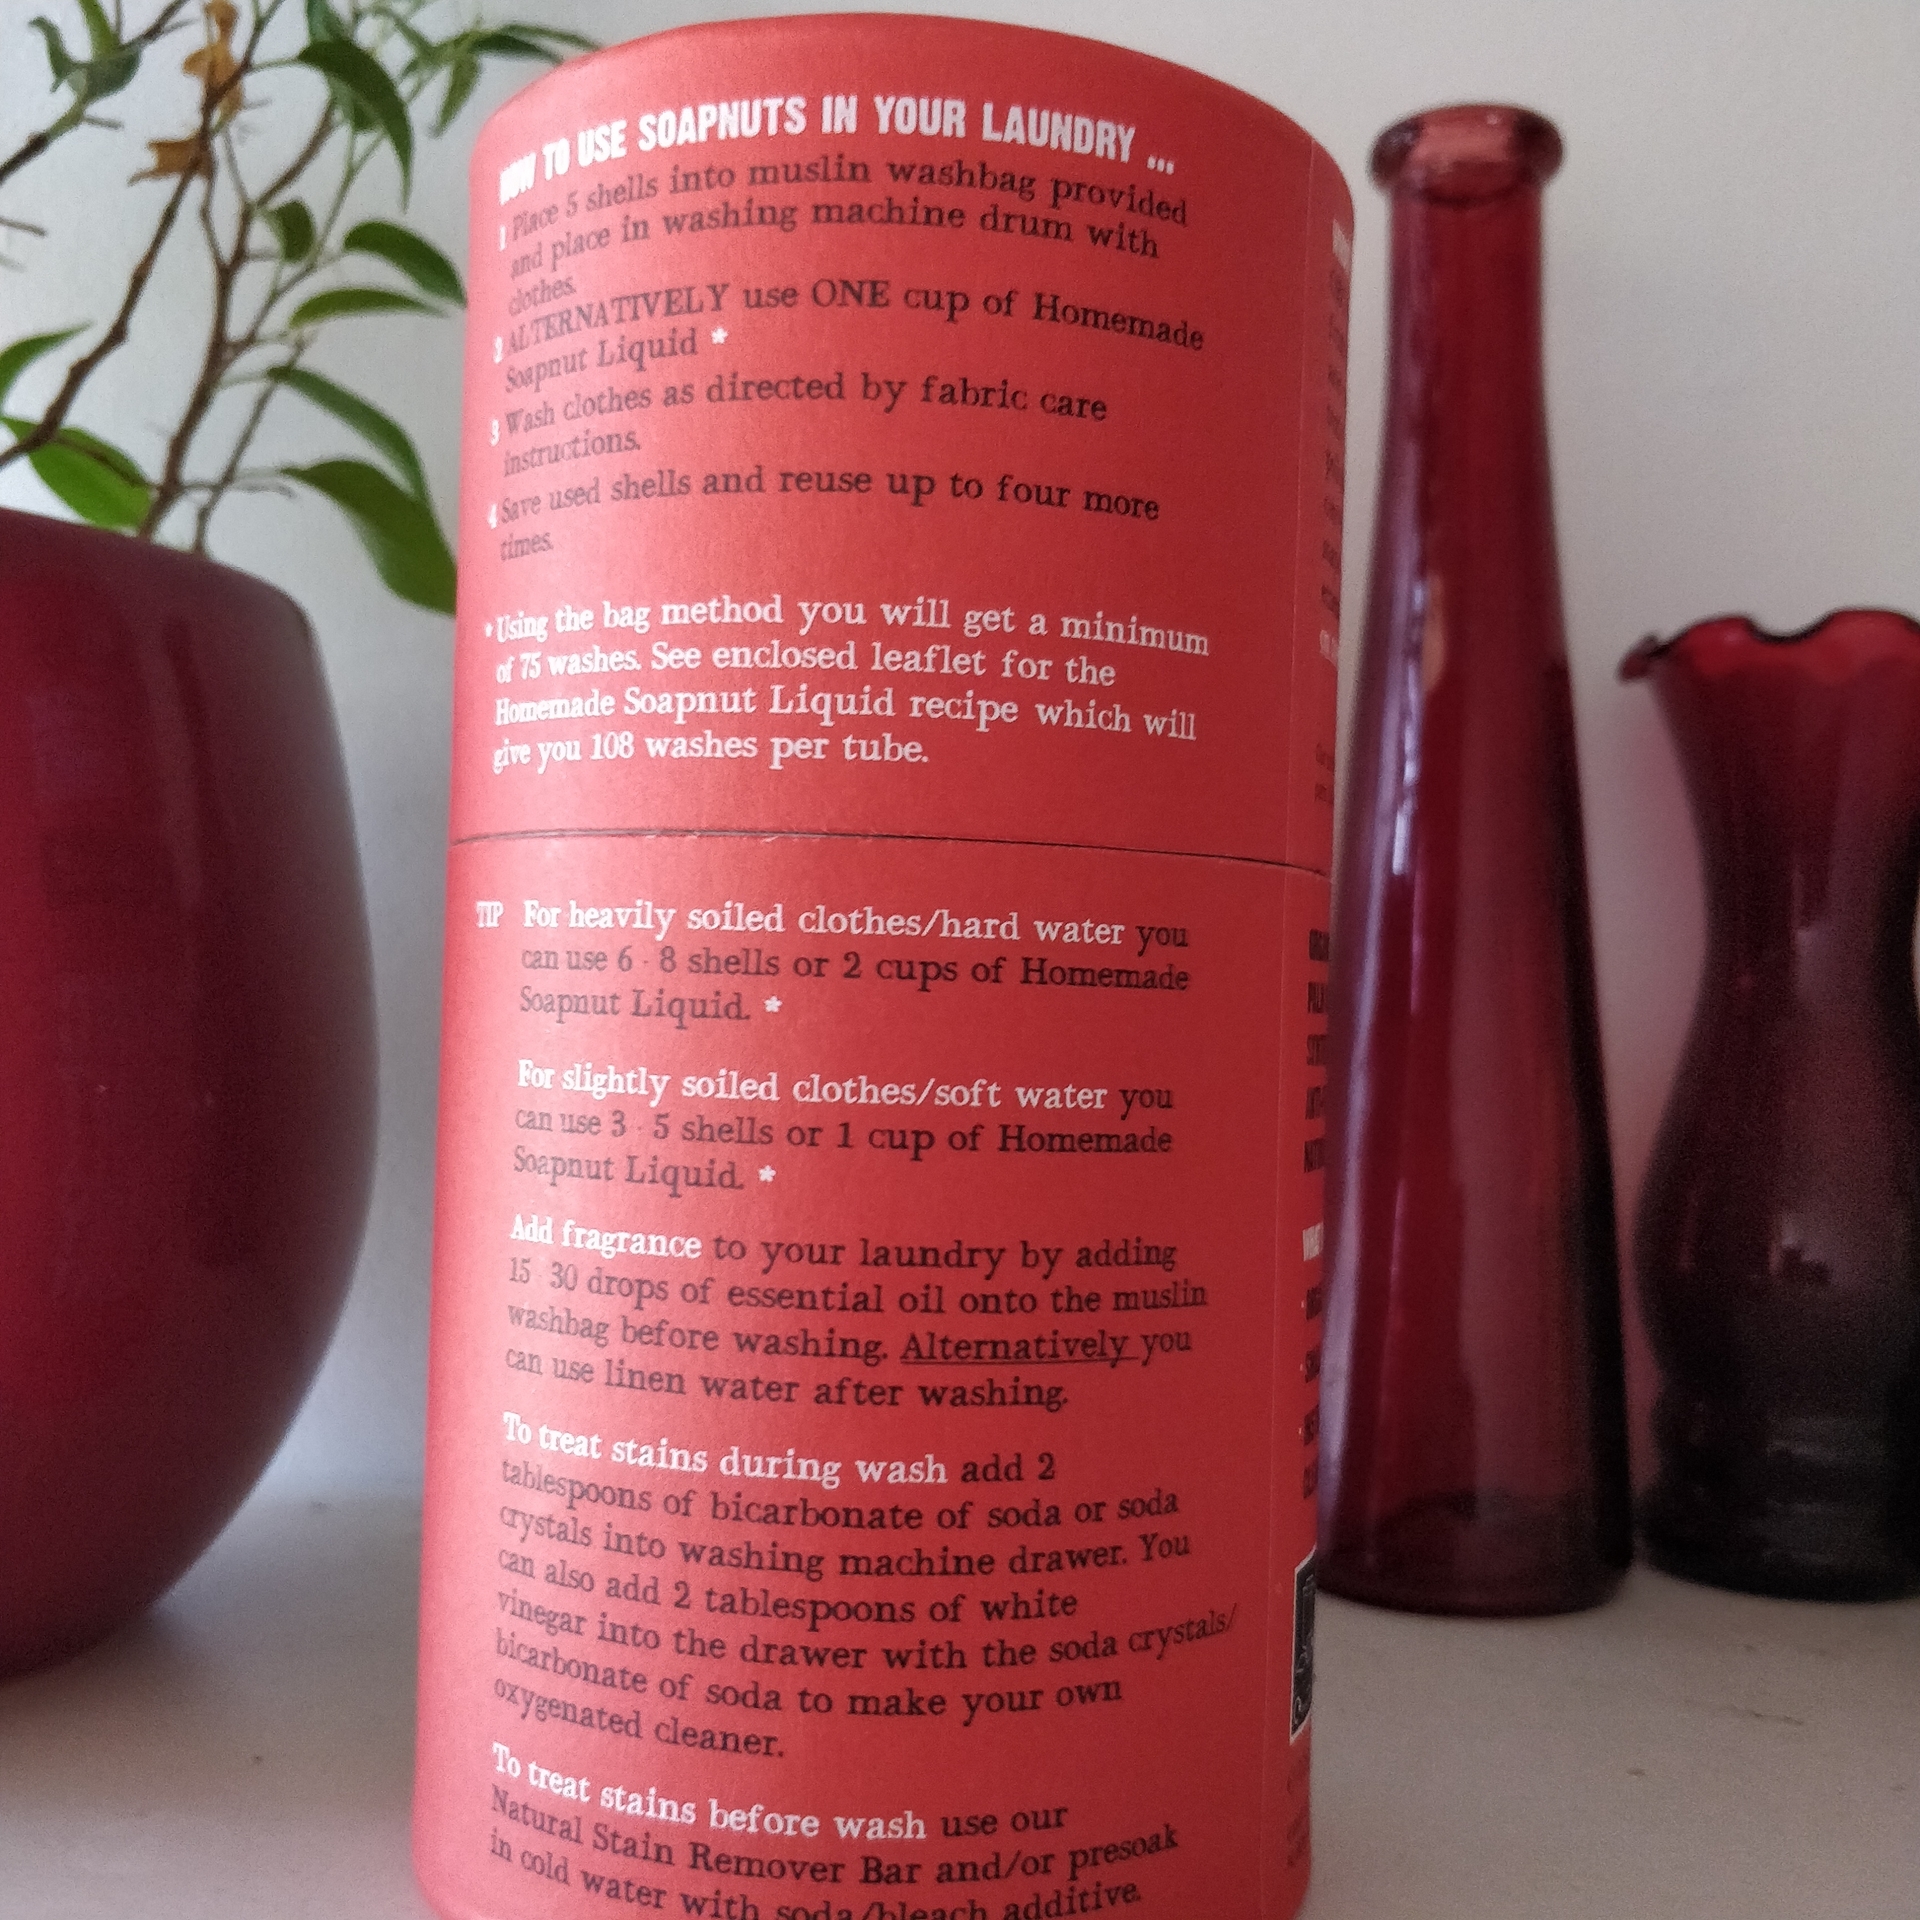 HOW TO USE SOAPNUTS IN YOUR LAUNDRY ...
1 Place 5 shells into muslin washbag provided
and place in washing machine drum with
clothes.
2 ALTERNATIVELY use ONE cup of Homemade
Soapnut Liquid *
3 Wash clothes as directed by fabric care
instructions.
4 Save used shells and reuse up to four more
times.
* Using the bag method you will get a minimum
of 75 washes. See enclosed leaflet for the
Homemade Soapnut Liquid recipe which will
give you 108 washes per tube.
TIP For heavily soiled clothes/hard water you
can use 6 - 8 shells or 2 cups of Homemade
Soapnut Liquid. *
For slightly soiled clothes/soft water you
can use 3 - 5 shells or 1 cup of Homemade
Soapnut Liquid. *
Add fragrance to your laundry by adding
15 - 30 drops of essential oil onto the muslin
washbag before washing. Alternatively you
can use linen water after washing.
To treat stains during wash add 2
tablespoons of bicarbonate of soda or soda
crystals into washing machine drawer. You
can also add 2 tablespoons of white
vinegar into the drawer with the soda crystals/
bicarbonate of soda to make your own
oxygenated cleaner.
To treat stains before wash use our
Natural Stain Remover Bar and/or presoak
in cold water with soda/bleach additive.